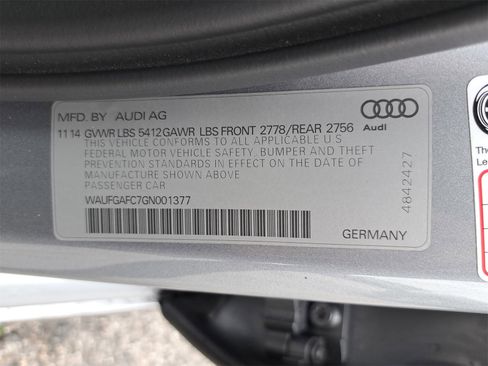 MFD. BY AUDI AG
11 14 GVWR LBS 5412 GAWR LBS FRONT 2778/REAR 2756
THIS VEHICLE CONFORMS TO ALL APPLICABLE U S
FEDERAL MOTOR VEHICLE SAFETY, BUMPER AND THEFT
PREVENTION STANDARDS IN EFFECT ON THE DATE OF
MANUFACTURE SHOWN ABOVE
PASSENGER CAR
WAUFGAFC7GN001377
GERMANY
Audi
4842427
The